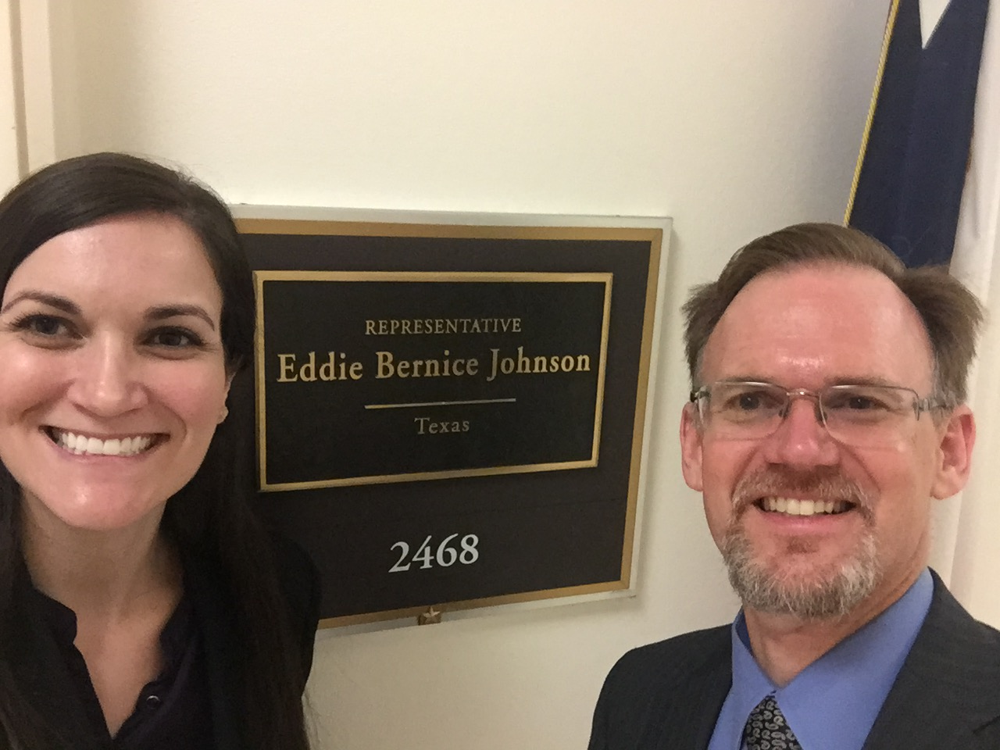 REPRESENTATIVE
Eddie Bernice Johnson
Texas
2468